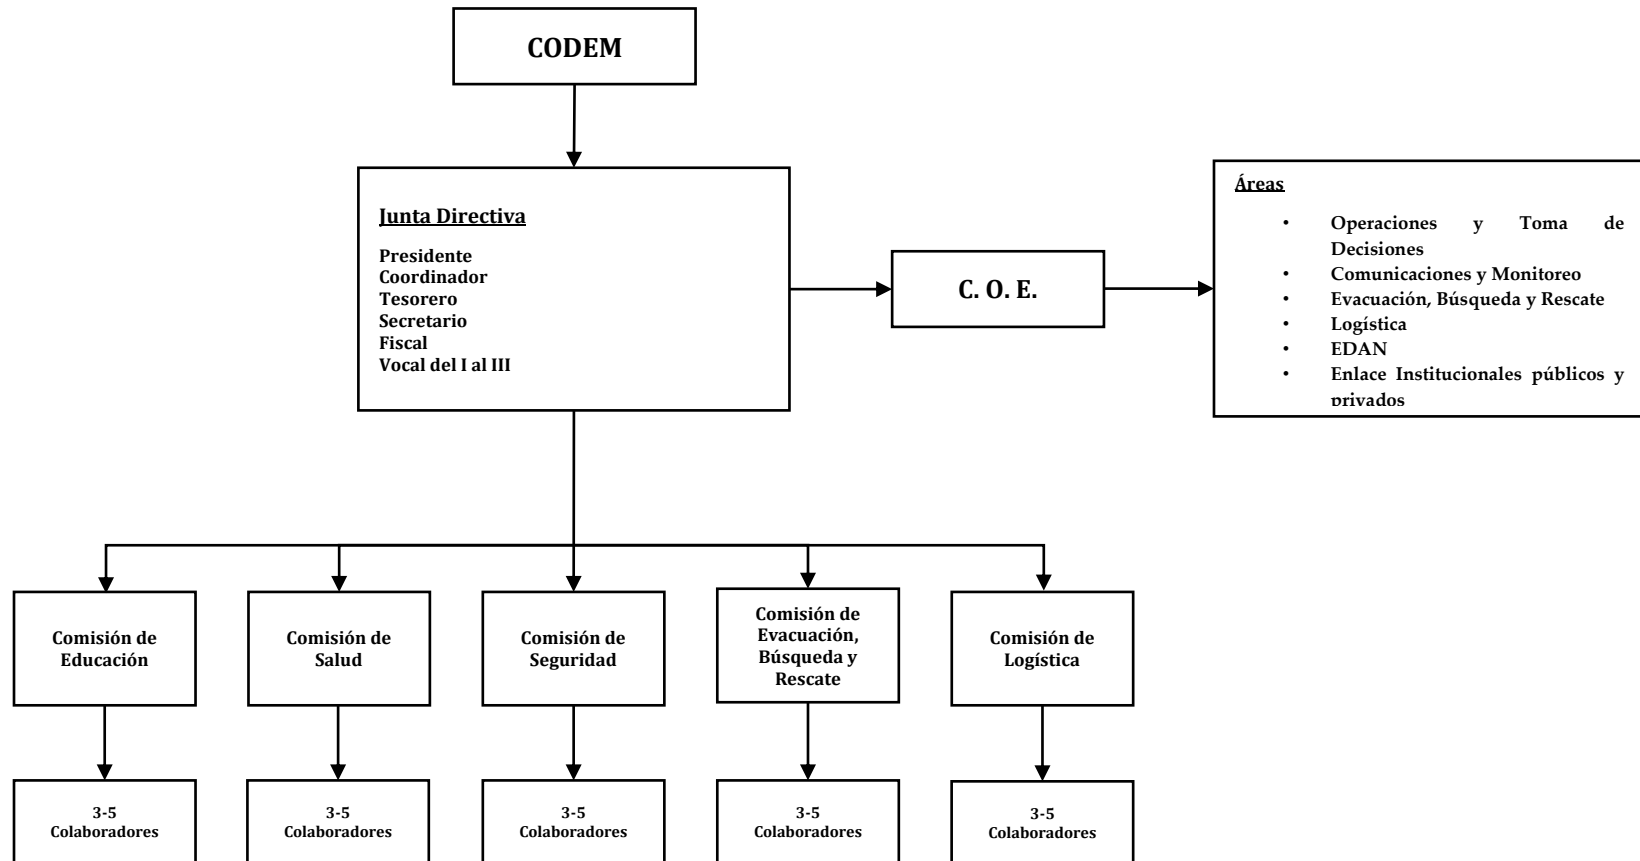 CODEM
Junta Directiva
Presidente
Coordinador
Tesorero
Secretario
Fiscal
Vocal del I al III
C. O. E.
Áreas
• Operaciones y Toma de
Decisiones
• Comunicaciones y Monitoreo
• Evacuación, Búsqueda y Rescate
• Logística
• EDAN
• Enlace Institucionales públicos y
privados
Comisión de
Educación
Comisión de
Salud
Comisión de
Seguridad
Comisión de
Evacuación,
Búsqueda y
Rescate
Comisión de
Logística
3-5
Colaboradores
3-5
Colaboradores
3-5
Colaboradores
3-5
Colaboradores
3-5
Colaboradores